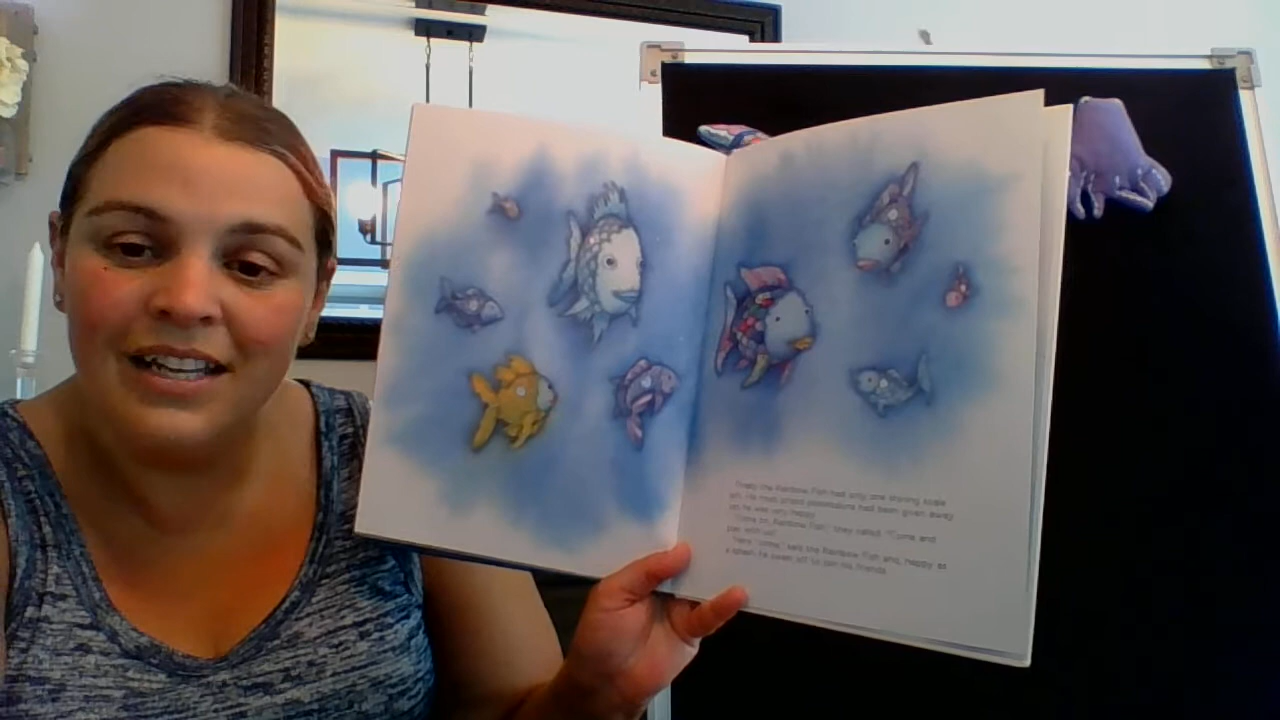 Finally the Rainbow Fish had only one shining scale
left. His most prized possessions had been given away,
yet he was very happy.
"Come on, Rainbow Fish," they called. "Come and
play with us!"
"Here I come," said the Rainbow Fish and, happy as
a splash, he swam off to join his friends.